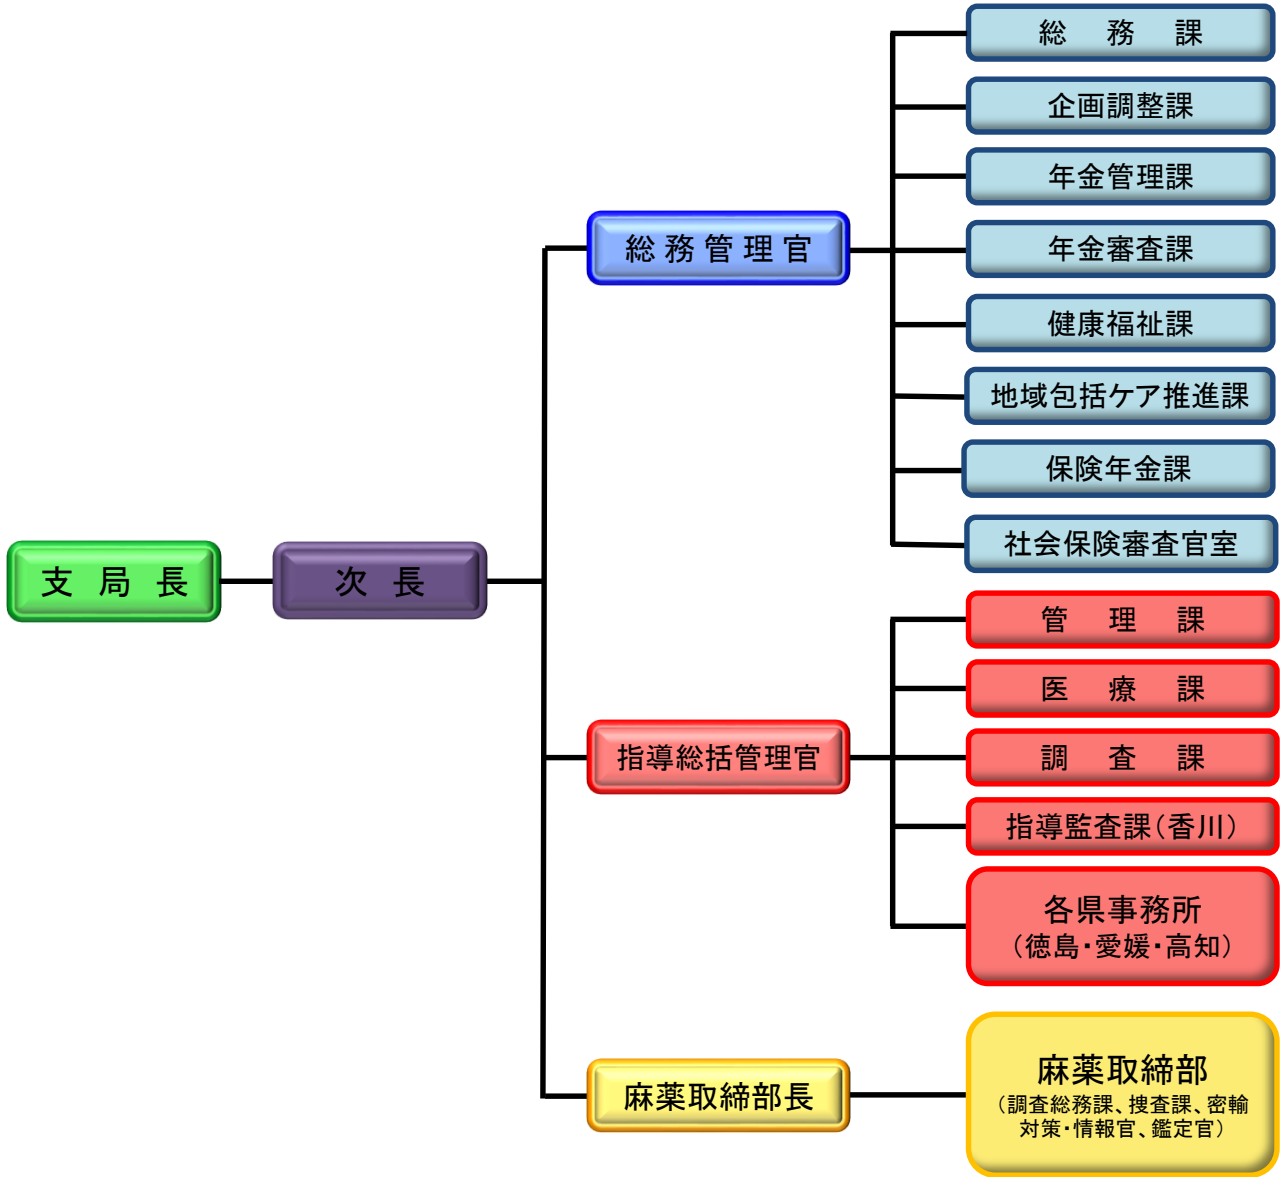 総務課
企画調整課
年金管理課
総務管理官
年金審査課
健康福祉課
地域包括ケア推進課
保険年金課
社会保険審査官室
支局長
次長
管理課
医療課
指導総括管理官
調査課
指導監査課（香川）
各県事務所
（徳島・愛媛・高知）
麻薬取締部長
麻薬取締部
（調査総務課、捜査課、密輸
対策・情報官、鑑定官）